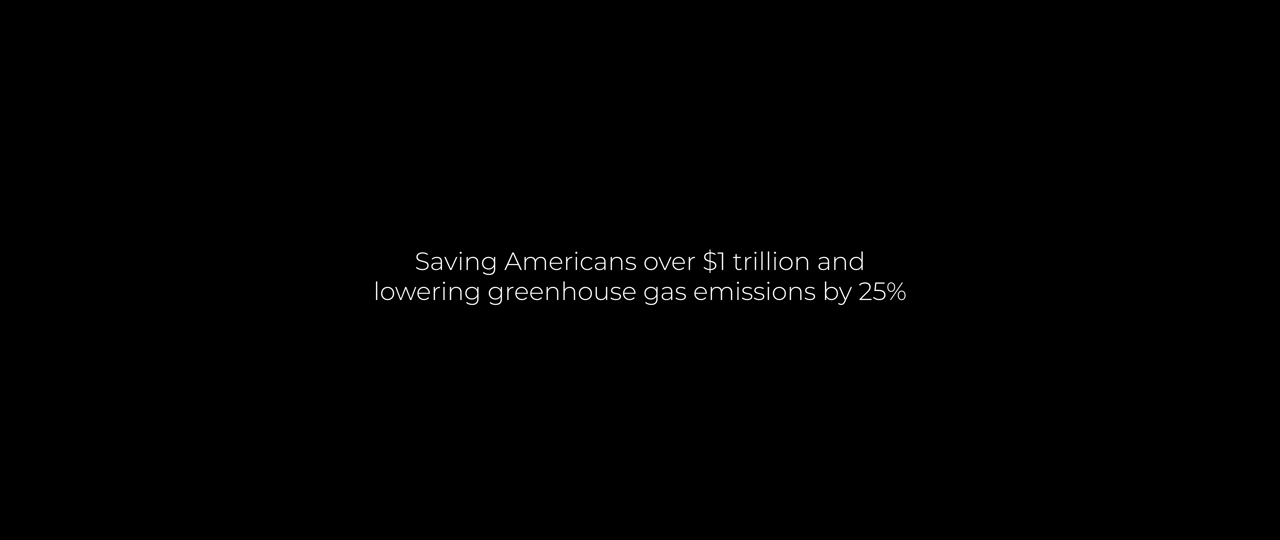 Saving Americans over $1 trillion and
lowering greenhouse gas emissions by 25%